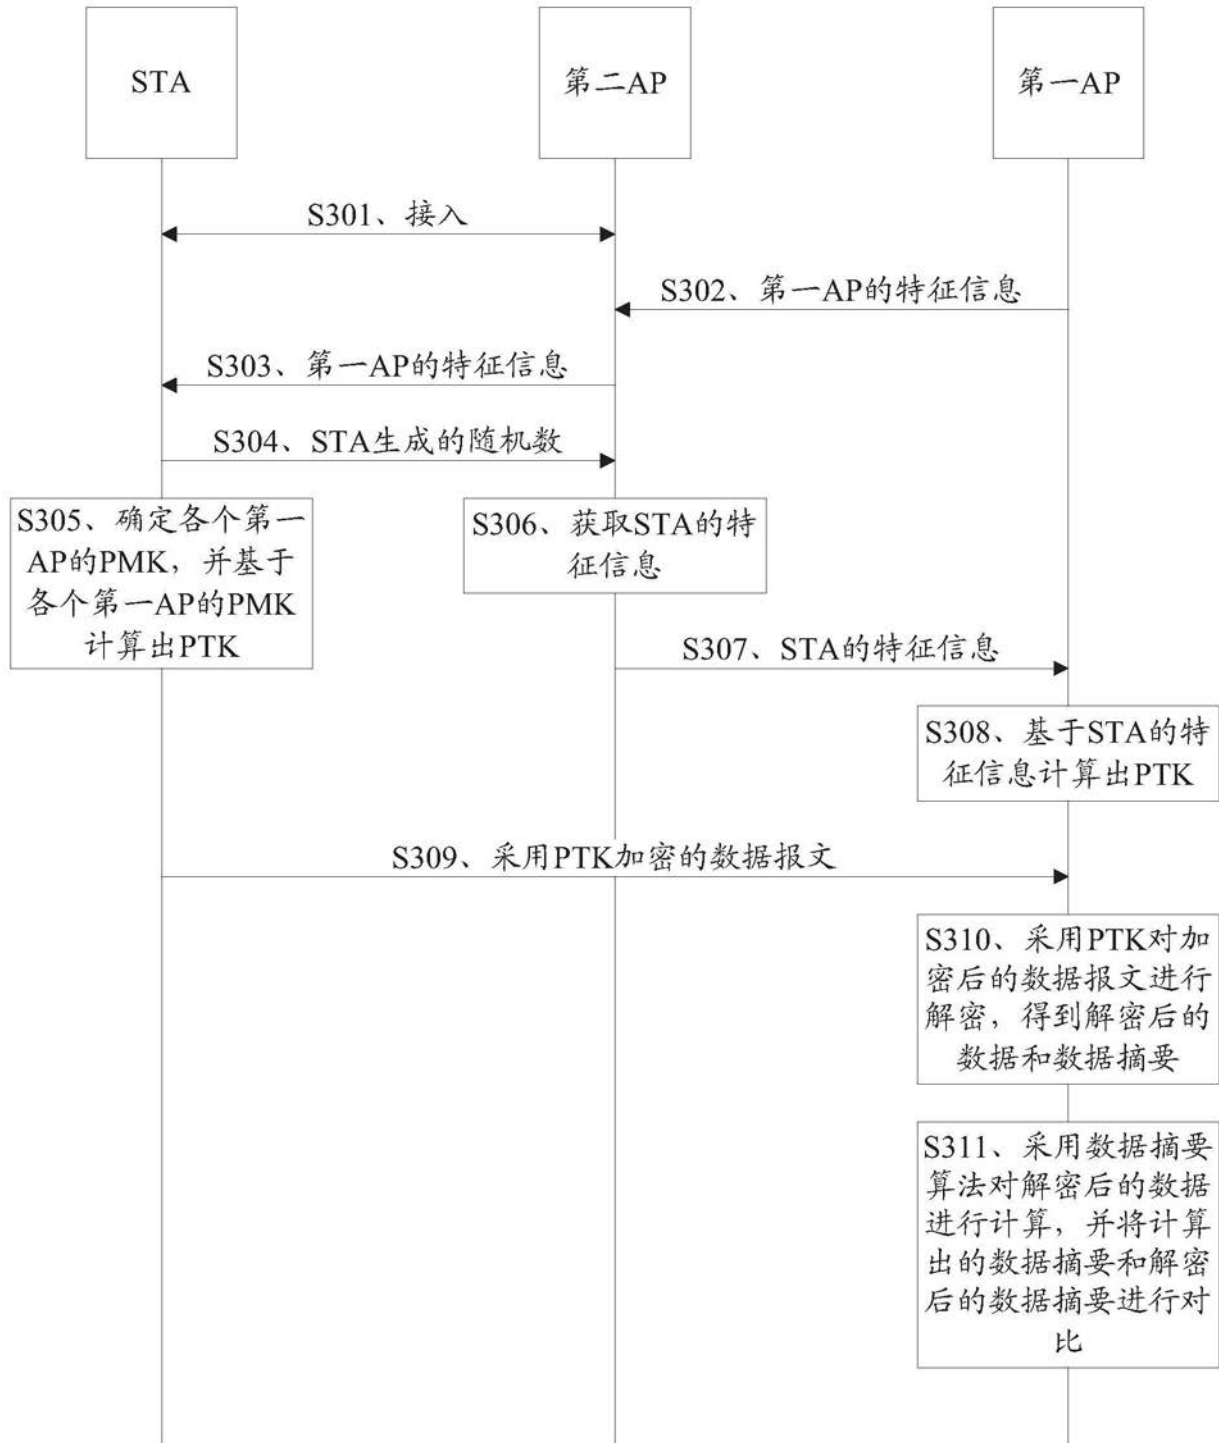 STA
第二AP
第一AP
S301、接入
S302、第一AP的特征信息
S303、第一AP的特征信息
S304、STA生成的随机数
S305、确定各个第一
AP的PMK，并基于
各个第一AP的PMK
计算出PTK
S306、获取STA的特
征信息
S307、STA的特征信息
S308、基于STA的特
征信息计算出PTK
S309、采用PTK加密的数据报文
S310、采用PTK对加
密后的数据报文进行
解密，得到解密后的
数据和数据摘要
S311、采用数据摘要
算法对解密后的数据
进行计算，并将计算
出的数据摘要和解密
后的数据摘要进行对
比